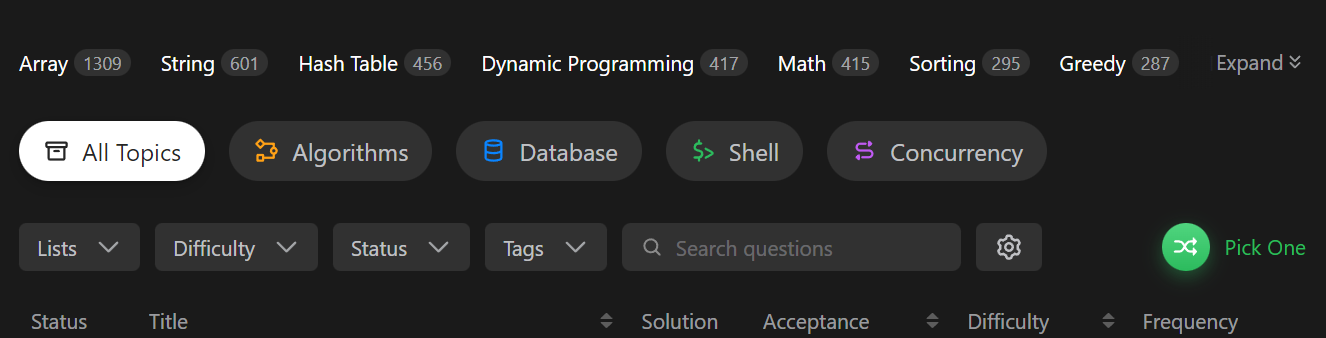 Array 1309 String 601 Hash Table 456 Dynamic Programming 417 Math 415 Sorting 295 Greedy 287 Expand
All Topics Algorithms Database $> Shell Concurrency
Lists Difficulty Status Tags Search questions Pick One
Status Title Solution Acceptance Difficulty Frequency